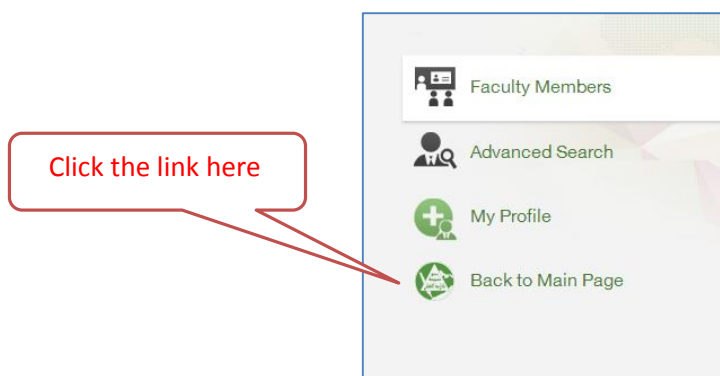 Faculty Members
Advanced Search
Click the link here
My Profile
Back to Main Page